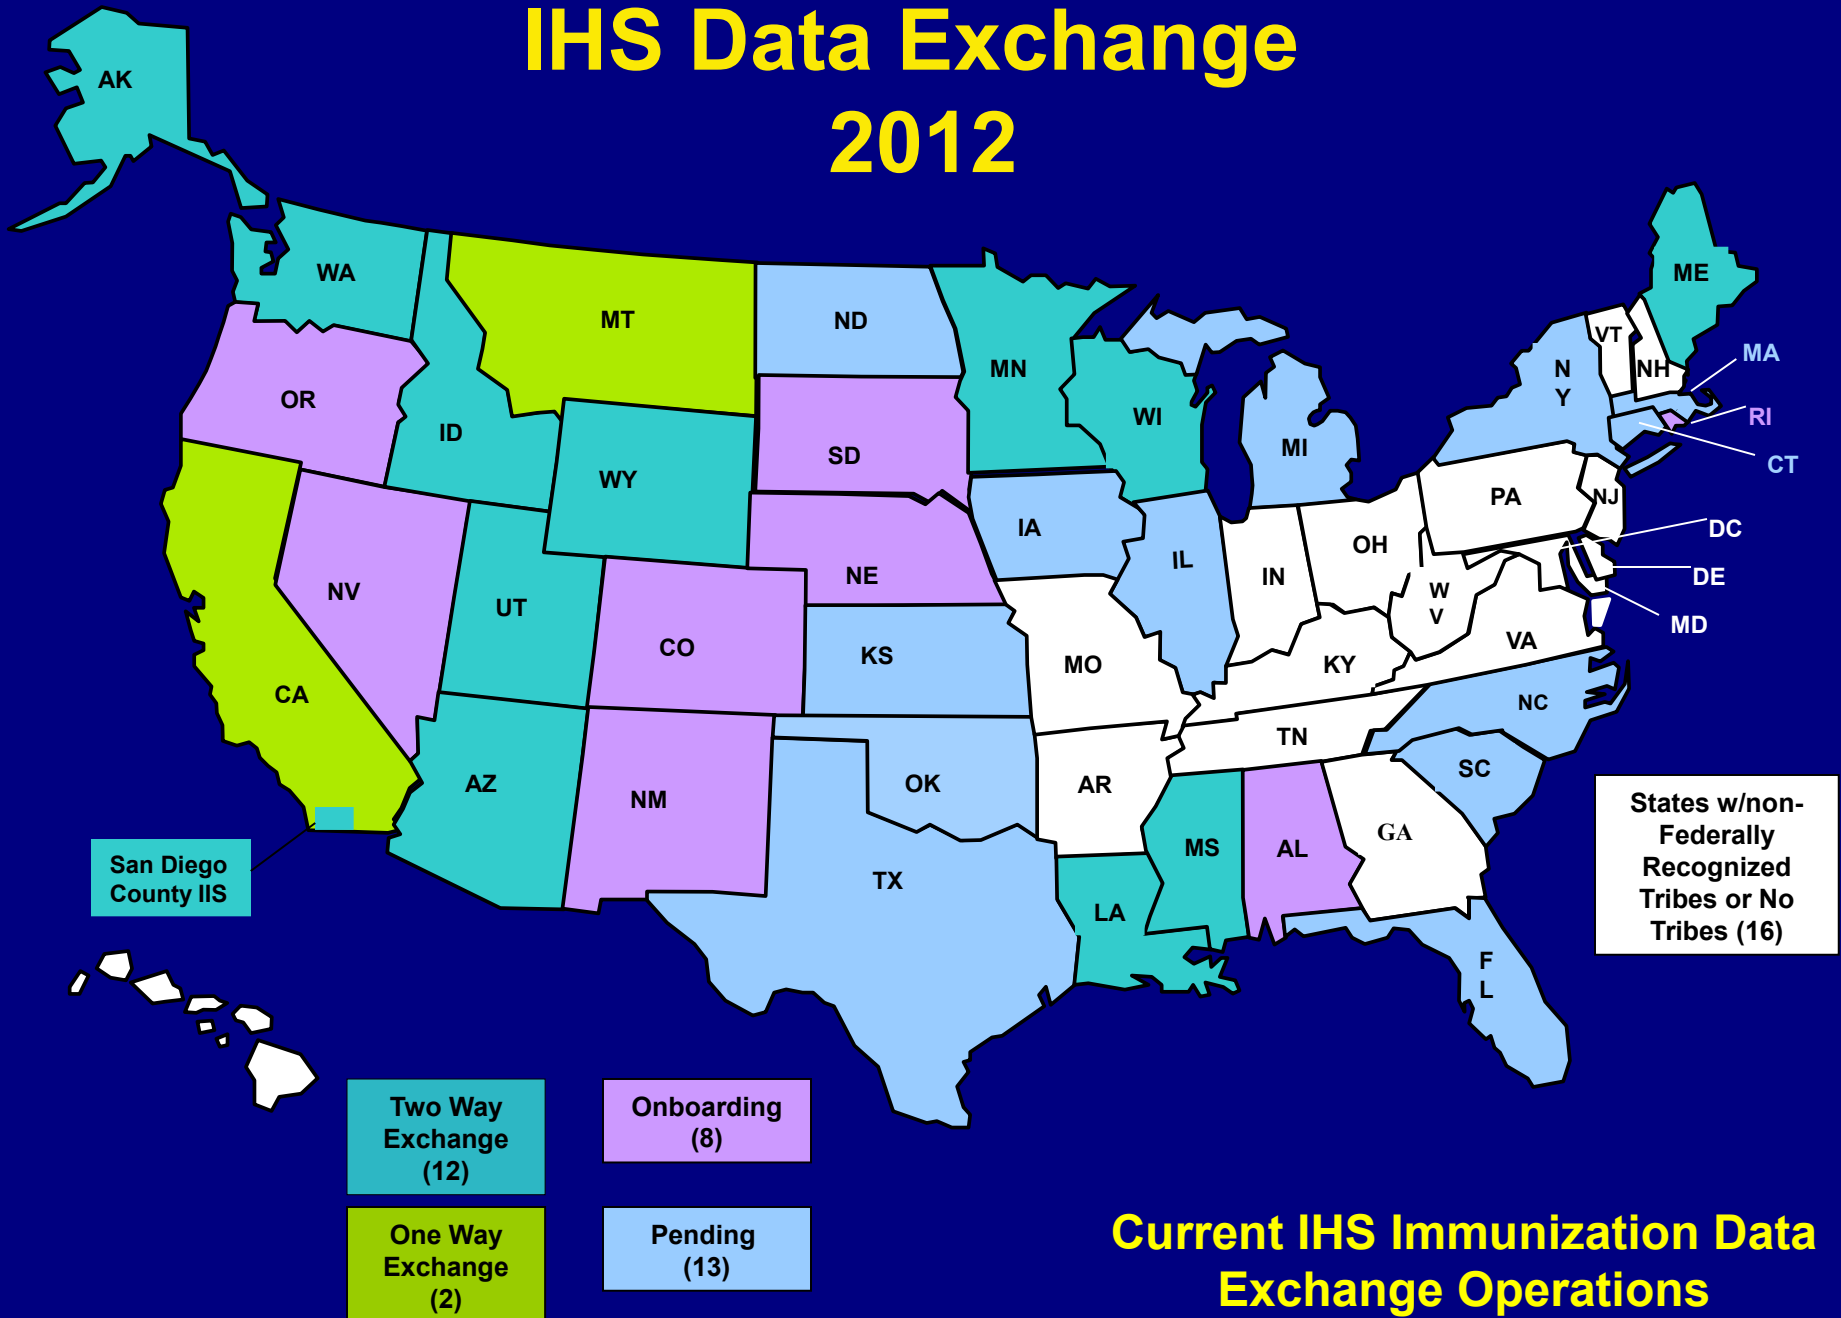 IHS Data Exchange
2012
AK
WA
MT
ND
MN
ME
VT
NH
MA
N
Y
RI
CT
OR
ID
WY
SD
WI
MI
PA
NJ
DC
DE
MD
IA
NE
IL
IN
OH
W
V
VA
NV
UT
CO
KS
MO
KY
NC
CA
AZ
NM
OK
AR
TN
SC
GA
MS
AL
TX
LA
F
L
San Diego
County IIS
States w/non-
Federally
Recognized
Tribes or No
Tribes (16)
Two Way
Exchange
(12)
Onboarding
(8)
One Way
Exchange
(2)
Pending
(13)
Current IHS Immunization Data
Exchange Operations